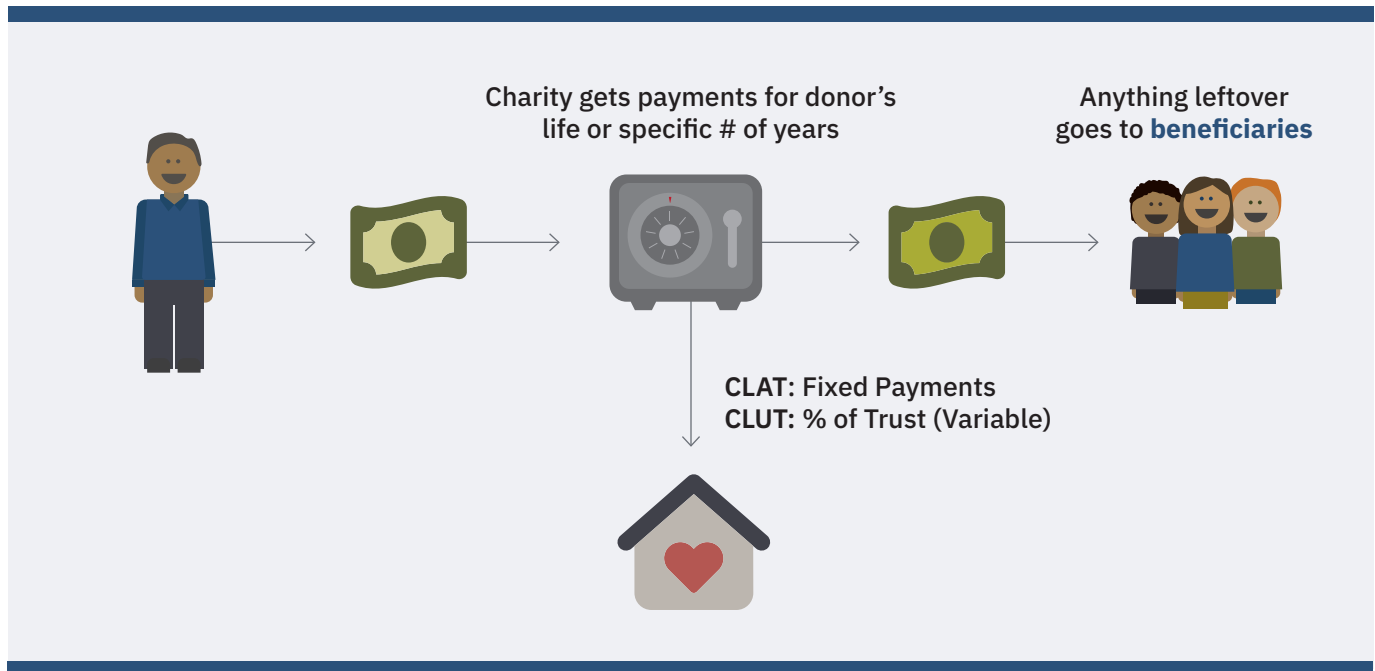 Charity gets payments for donor’s
life or specific # of years
Anything leftover
goes to beneficiaries
CLAT: Fixed Payments
CLUT: % of Trust (Variable)